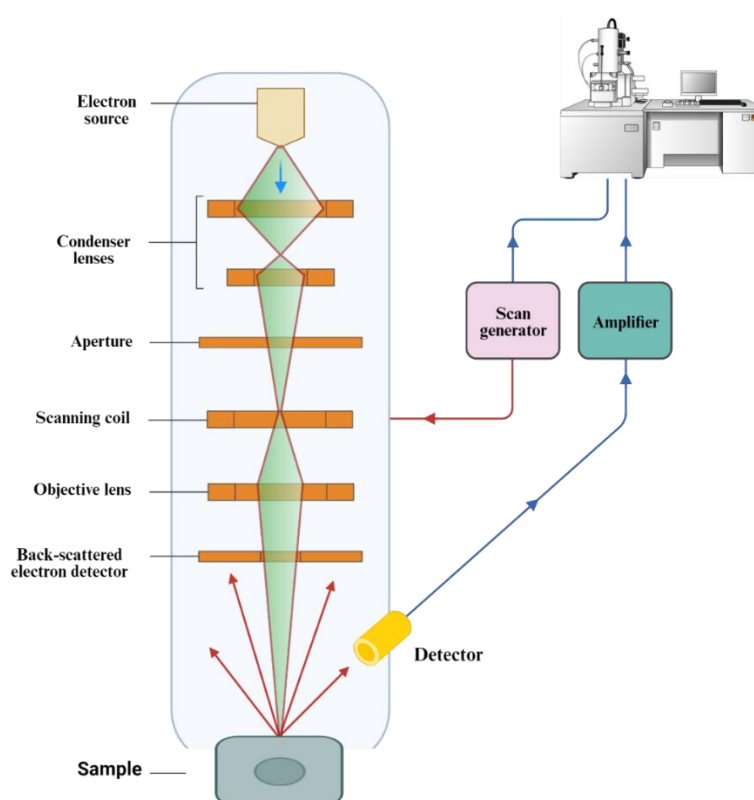 Electron
source
Condenser
lenses
Aperture
Scanning coil
Objective lens
Back-scattered
electron detector
Sample
Scan
generator
Amplifier
Detector